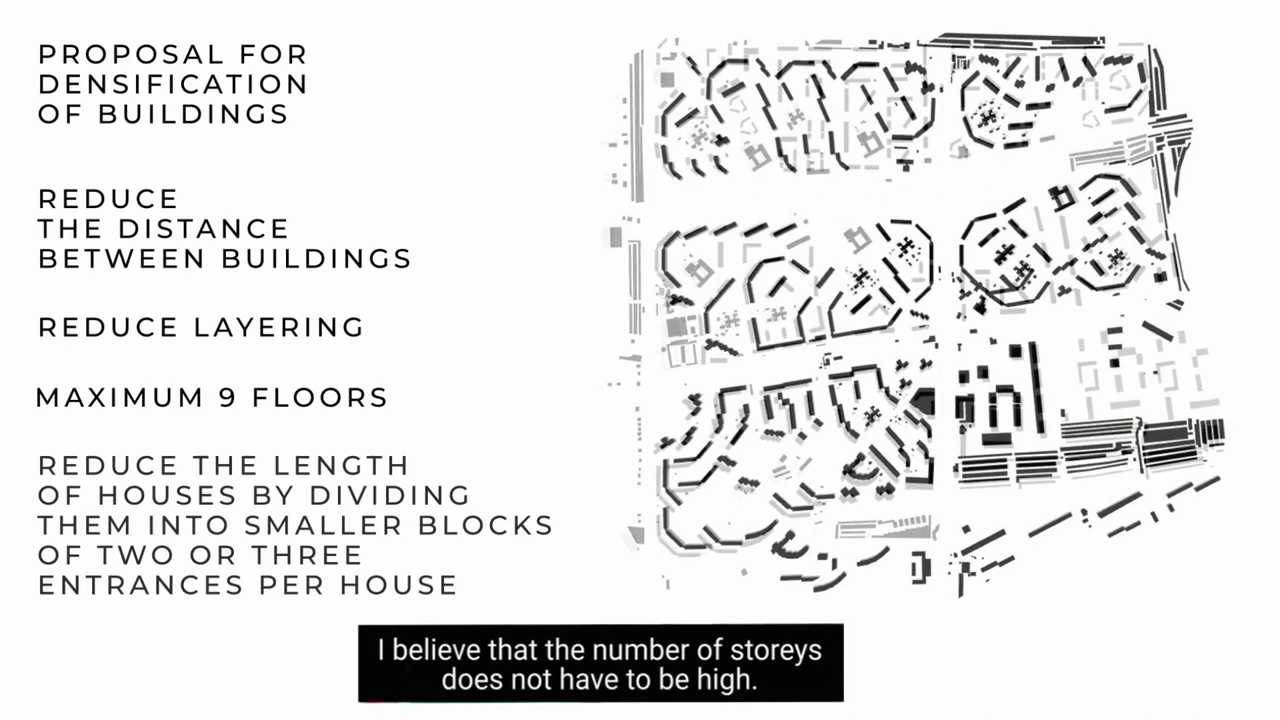 PROPOSAL FOR
DENSIFICATION
OF BUILDINGS
REDUCE
THE DISTANCE
BETWEEN BUILDINGS
REDUCE LAYERING
MAXIMUM 9 FLOORS
REDUCE THE LENGTH
OF HOUSES BY DIVIDING
THEM INTO SMALLER BLOCKS
OF TWO OR THREE
ENTRANCES PER HOUSE
I believe that the number of storeys
does not have to be high.